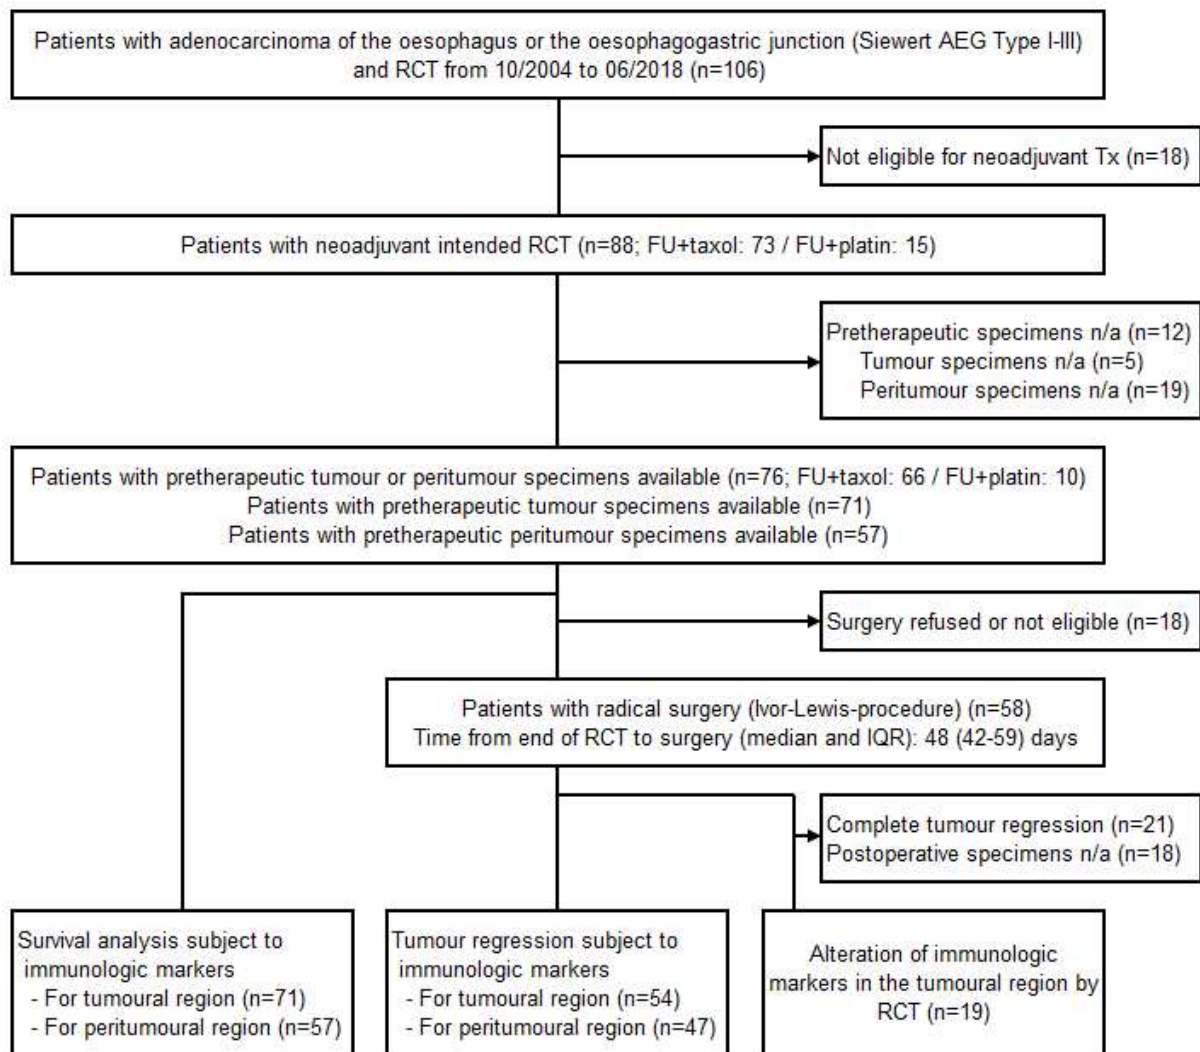 Patients with adenocarcinoma of the oesophagus or the oesophagogastric junction (Siewert AEG Type I-III)
and RCT from 10/2004 to 06/2018 (n=106)
Not eligible for neoadjuvant Tx (n=18)
Patients with neoadjuvant intended RCT (n=88; FU+taxol: 73 / FU+platin: 15)
Pretherapeutic specimens n/a (n=12)
Tumour specimens n/a (n=5)
Peritumour specimens n/a (n=19)
Patients with pretherapeutic tumour or peritumour specimens available (n=76; FU+taxol: 66 / FU+platin: 10)
Patients with pretherapeutic tumour specimens available (n=71)
Patients with pretherapeutic peritumour specimens available (n=57)
Surgery refused or not eligible (n=18)
Patients with radical surgery (Ivor-Lewis-procedure) (n=58)
Time from end of RCT to surgery (median and IQR): 48 (42-59) days
Complete tumour regression (n=21)
Postoperative specimens n/a (n=18)
Survival analysis subject to
immunologic markers
- For tumoural region (n=71)
- For peritumoural region (n=57)
Tumour regression subject to
immunologic markers
- For tumoural region (n=54)
- For peritumoural region (n=47)
Alteration of immunologic
markers in the tumoural region by
RCT (n=19)